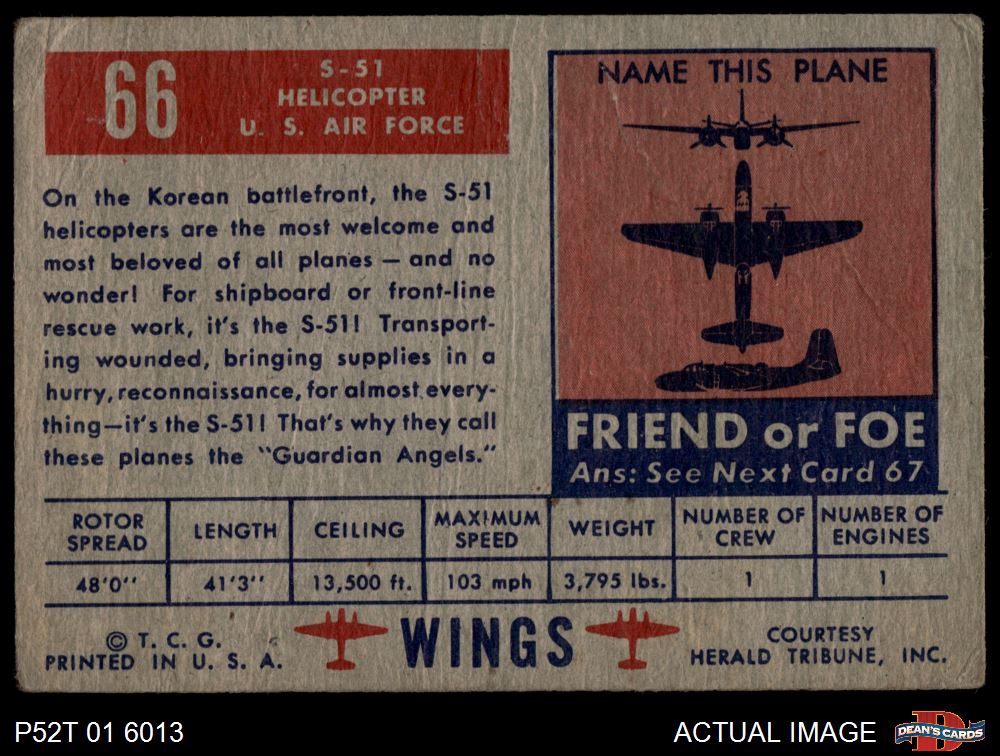 66
S-51
HELICOPTER
U. S. AIR FORCE
On the Korean battlefront, the S-51
helicopters are the most welcome and
most beloved of all planes — and no
wonder! For shipboard or front-line
rescue work, it's the S-51! Transport-
ing wounded, bringing supplies in a
hurry, reconnaissance, for almost every-
thing—it's the S-51! That's why they call
these planes the "Guardian Angels."
NAME THIS PLANE
FRIEND or FOE
Ans: See Next Card 67
ROTOR SPREAD LENGTH CEILING MAXIMUM SPEED WEIGHT NUMBER OF CREW NUMBER OF ENGINES
48'0'' 41'3'' 13,500 ft. 103 mph 3,795 lbs. 1 1
© T. C. G.
PRINTED IN U. S. A.
WINGS
COURTESY
HERALD TRIBUNE, INC.
P52T 01 6013
ACTUAL IMAGE
DEAN'S CARDS